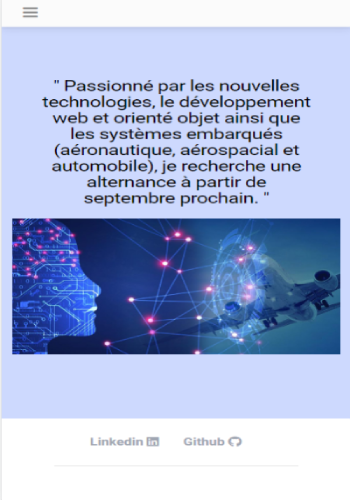 " Passionné par les nouvelles
technologies, le développement
web et orienté objet ainsi que
les systèmes embarqués
(aéronautique, aérospacial et
automobile), je recherche une
alternance à partir de
septembre prochain. "
Linkedin
Github